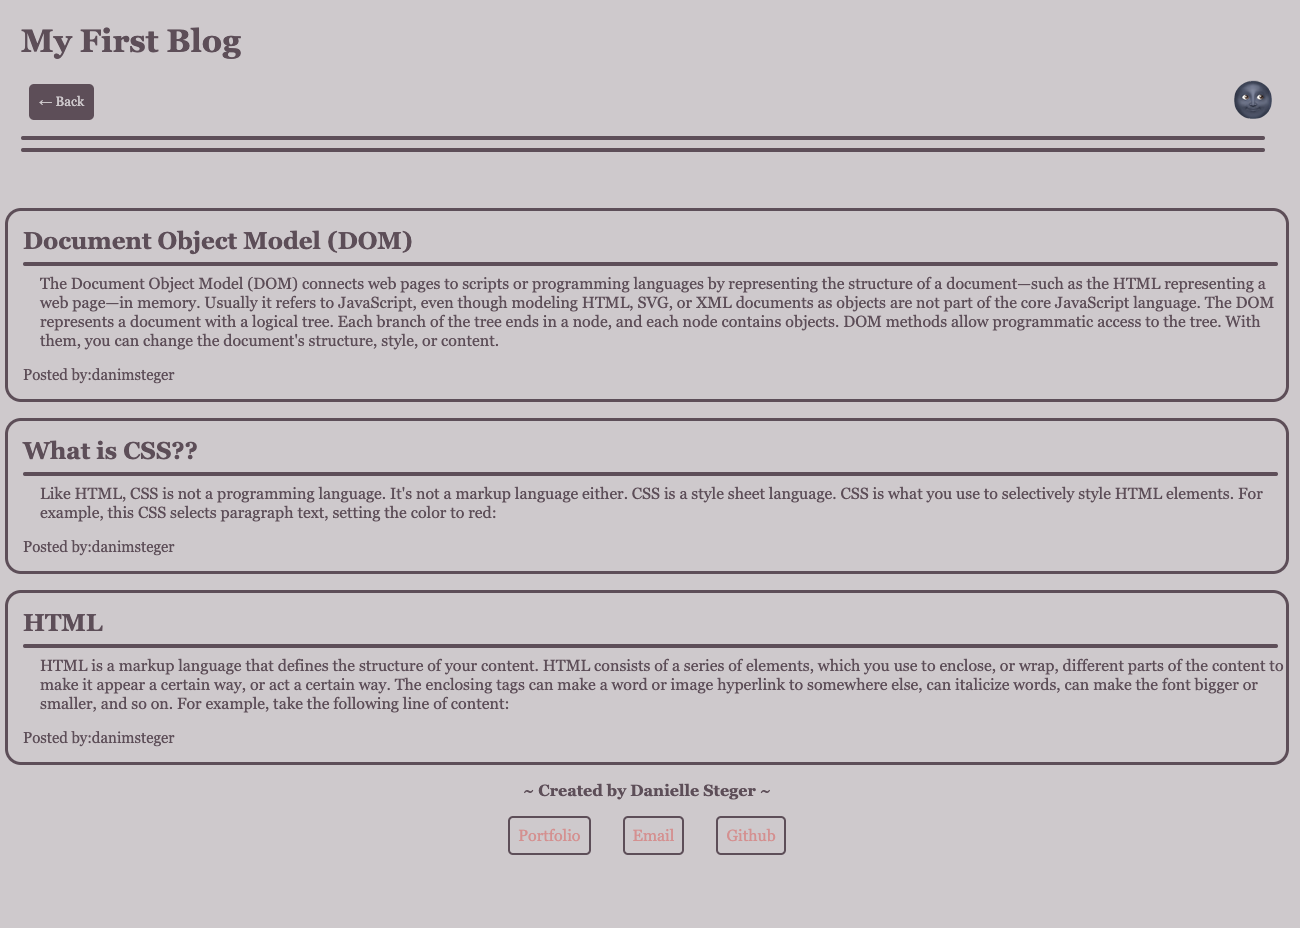 My First Blog
← Back
Document Object Model (DOM)
The Document Object Model (DOM) connects web pages to scripts or programming languages by representing the structure of a document—such as the HTML representing a
web page—in memory. Usually it refers to JavaScript, even though modeling HTML, SVG, or XML documents as objects are not part of the core JavaScript language. The DOM
represents a document with a logical tree. Each branch of the tree ends in a node, and each node contains objects. DOM methods allow programmatic access to the tree. With
them, you can change the document's structure, style, or content.
Posted by:danimsteger
What is CSS??
Like HTML, CSS is not a programming language. It's not a markup language either. CSS is a style sheet language. CSS is what you use to selectively style HTML elements. For
example, this CSS selects paragraph text, setting the color to red:
Posted by:danimsteger
HTML
HTML is a markup language that defines the structure of your content. HTML consists of a series of elements, which you use to enclose, or wrap, different parts of the content to
make it appear a certain way, or act a certain way. The enclosing tags can make a word or image hyperlink to somewhere else, can italicize words, can make the font bigger or
smaller, and so on. For example, take the following line of content:
Posted by:danimsteger
~ Created by Danielle Steger ~
Portfolio Email Github